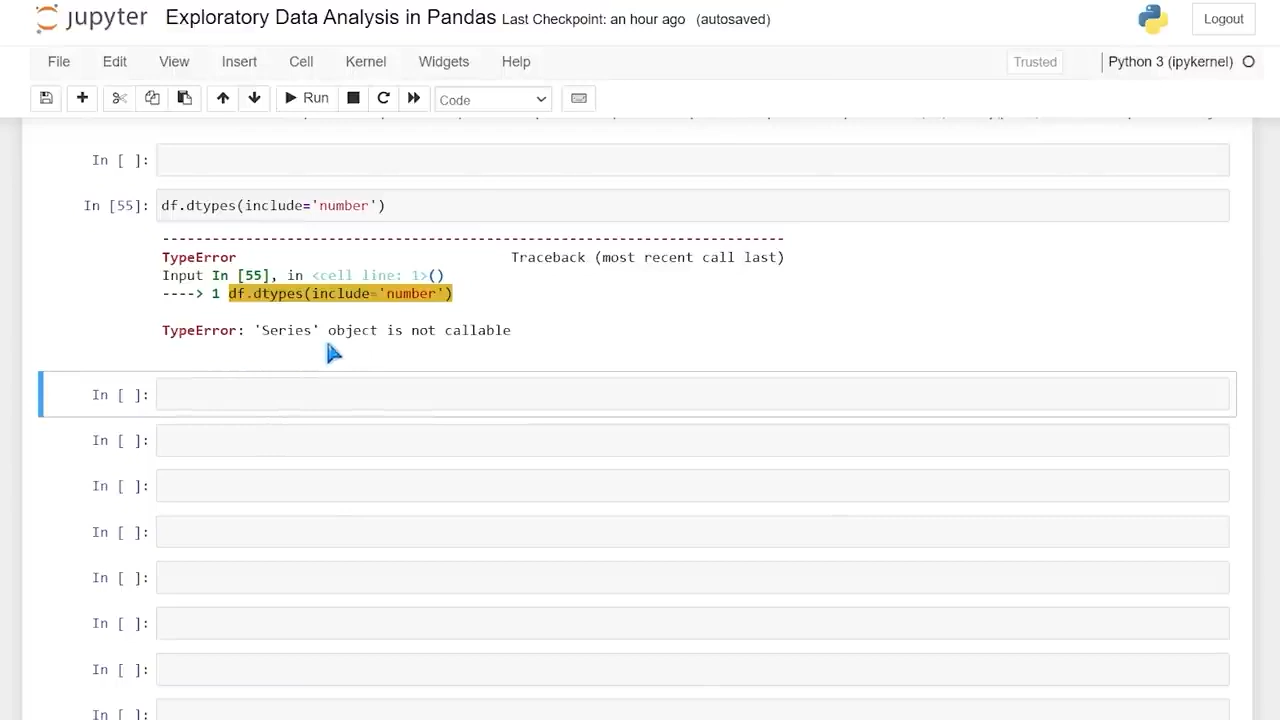 jupyter Exploratory Data Analysis in Pandas Last Checkpoint: an hour ago (autosaved) Logout
File Edit View Insert Cell Kernel Widgets Help Trusted Python 3 (ipykernel)
Run Code
In [ ]:
In [55]: df.dtypes(include='number')
---------------------------------------------------------------------------
TypeError Traceback (most recent call last)
Input In [55], in <cell line: 1>()
----> 1 df.dtypes(include='number')
TypeError: 'Series' object is not callable
In [ ]:
In [ ]:
In [ ]:
In [ ]:
In [ ]:
In [ ]:
In [ ]:
In [ ]: